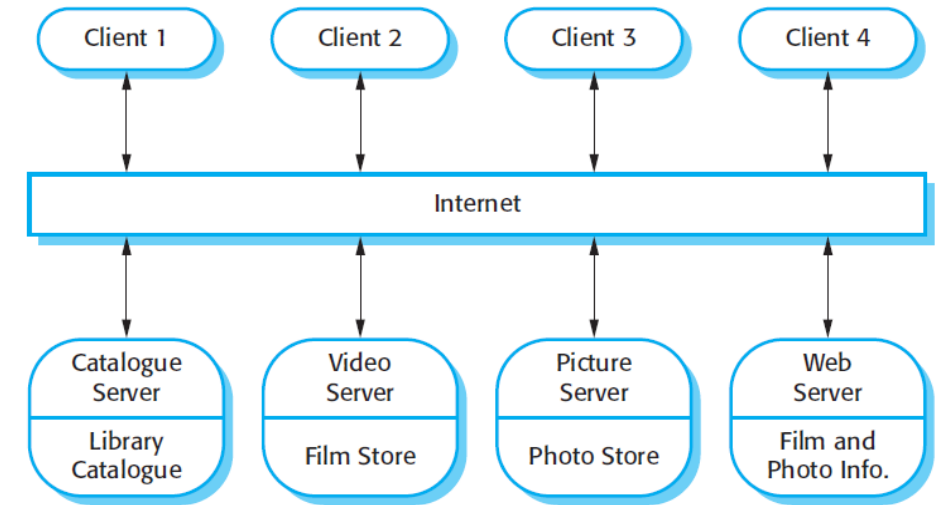 Client 1
Client 2
Client 3
Client 4
Internet
Catalogue
Server
Library
Catalogue
Video
Server
Film Store
Picture
Server
Photo Store
Web
Server
Film and
Photo Info.